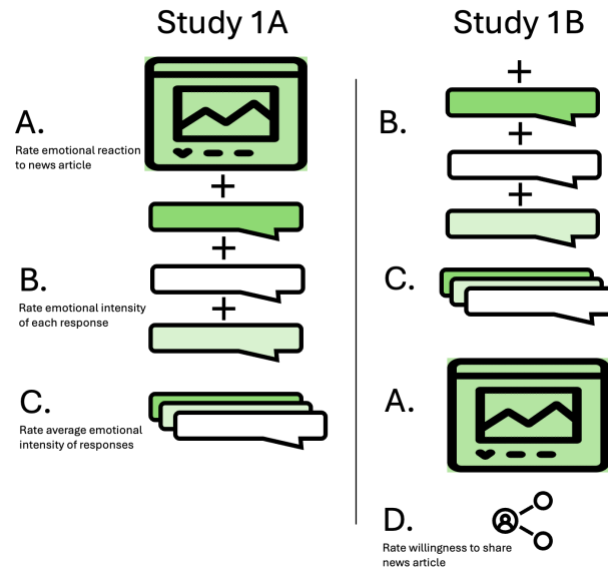 Study 1A
A.
Rate emotional reaction
to news article
B.
Rate emotional intensity
of each response
C.
Rate average emotional
intensity of responses
Study 1B
B.
C.
A.
D.
Rate willingness to share
news article